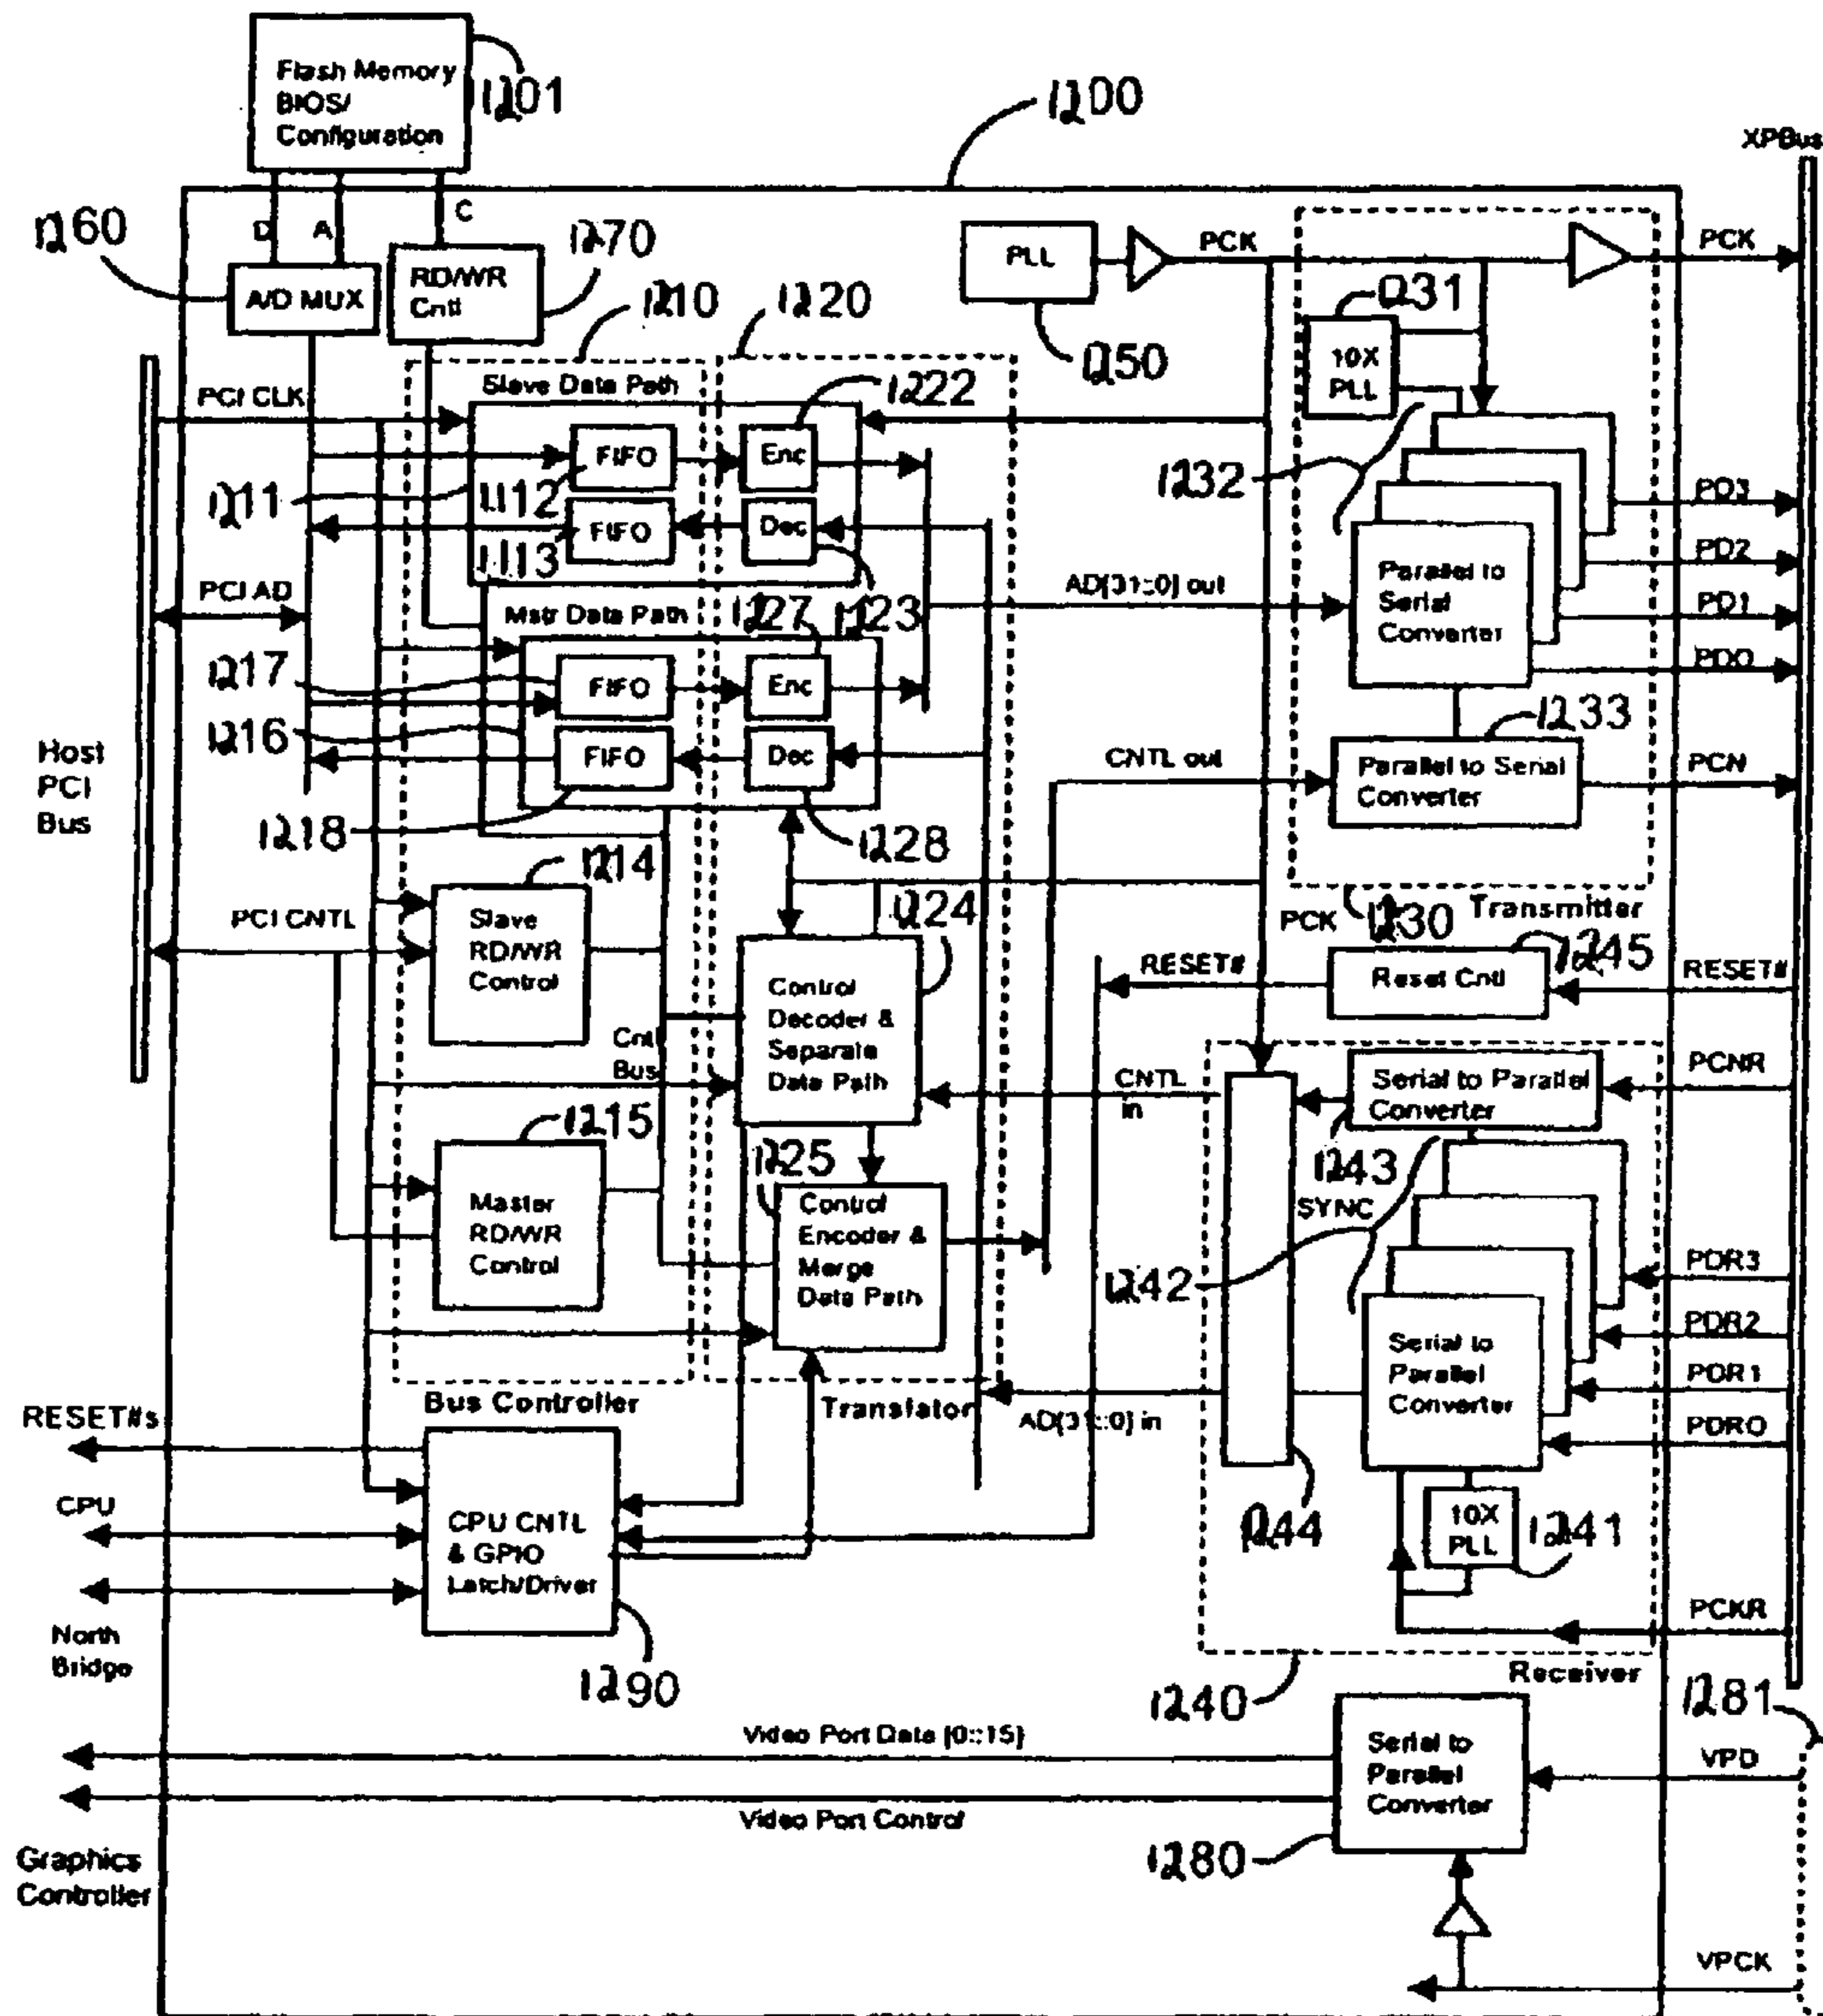 Flash Memory
BIOS/
Configuration
1201
1200
XPBus
D A C
1260
A/D MUX
RD/WR
Cntl
1270
1210
1220
PLL
PCK
PCK
1250
1231
10X
PLL
Slave Data Path
PCI CLK
1222
FIFO
Enc
1211
1112
FIFO
Dec
1113
1232
PD3
PD2
PD1
PD0
Parallel to
Serial
Converter
PCI AD
AD[31::0] out
Mstr Data Path
1227
1123
1217
FIFO
Enc
1216
FIFO
Dec
1218
1228
Host
PCI
Bus
CNTL out
1233
Parallel to Serial
Converter
PCN
1214
PCI CNTL
Slave
RD/WR
Control
1224
PCK
1230
Transmitter
1245
RESET#
Reset Cntl
RESET#
Control
Decoder &
Separate
Data Path
Cntl
Bus
CNTL
in
Serial to Parallel
Converter
PCNR
1243
SYNC
1215
1225
Master
RD/WR
Control
Control
Encoder &
Merge
Data Path
1242
PDR3
PDR2
PDR1
PDR0
Serial to
Parallel
Converter
Bus Controller
Translator
AD[31::0] in
RESET#s
CPU
North
Bridge
CPU CNTL
& GPIO
Latch/Driver
1290
1244
10X
PLL
1241
PCKR
1240
Receiver
1281
Video Port Data [0::15]
Video Port Control
Serial to
Parallel
Converter
VPD
1280
Graphics
Controller
VPCK